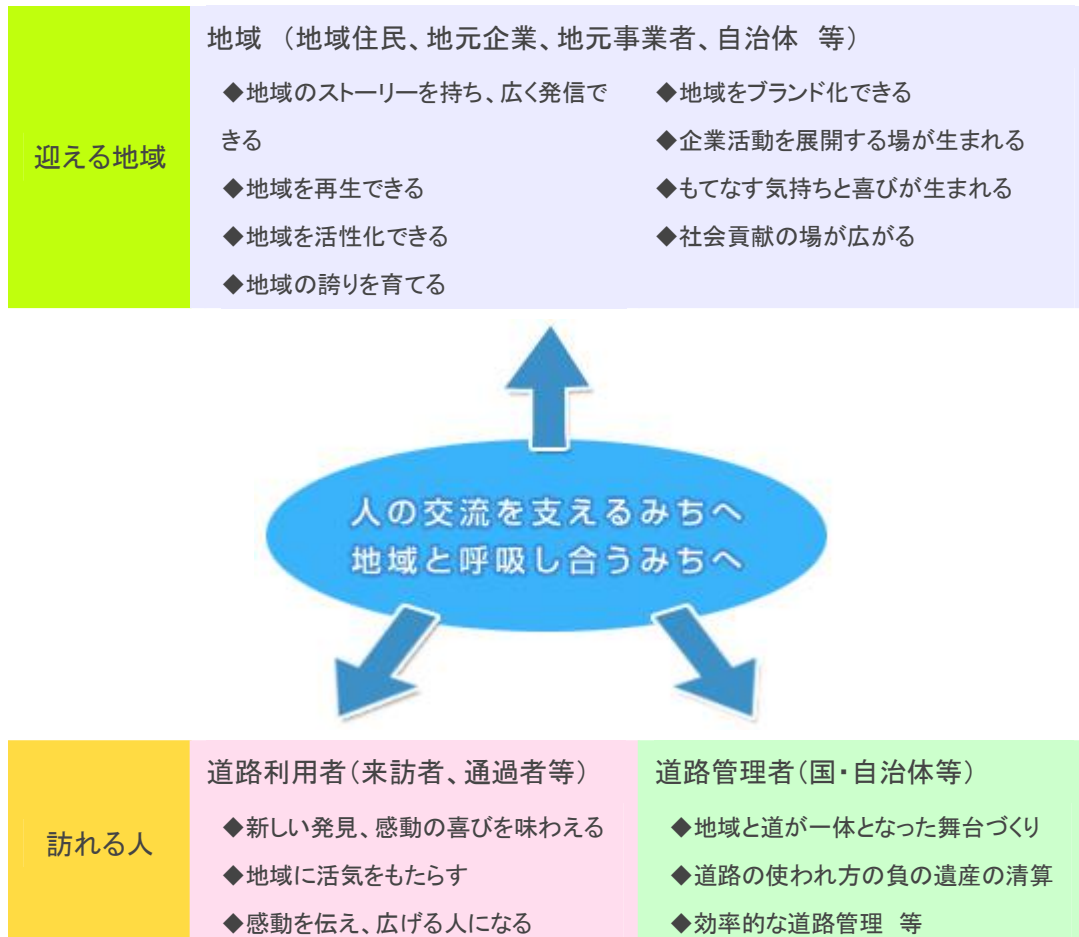 迎える地域
地域　（地域住民、地元企業、地元事業者、自治体　等）
◆地域のストーリーを持ち、広く発信で
きる
◆地域を再生できる
◆地域を活性化できる
◆地域の誇りを育てる
◆地域をブランド化できる
◆企業活動を展開する場が生まれる
◆もてなす気持ちと喜びが生まれる
◆社会貢献の場が広がる
人の交流を支えるみちへ
地域と呼吸し合うみちへ
訪れる人
道路利用者（来訪者、通過者等）
◆新しい発見、感動の喜びを味わえる
◆地域に活気をもたらす
◆感動を伝え、広げる人になる
道路管理者（国・自治体等）
◆地域と道が一体となった舞台づくり
◆道路の使われ方の負の遺産の清算
◆効率的な道路管理　等